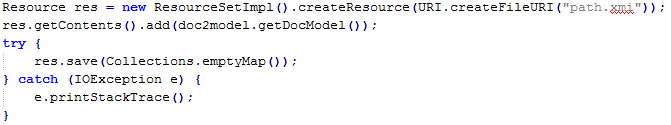 Resource res = new ResourceSetImpl().createResource(URI.createFileURI("path.xmi"));
res.getContents().add(doc2model.getDocModel());
try {
    res.save(Collections.emptyMap());
} catch (IOException e) {
    e.printStackTrace();
}